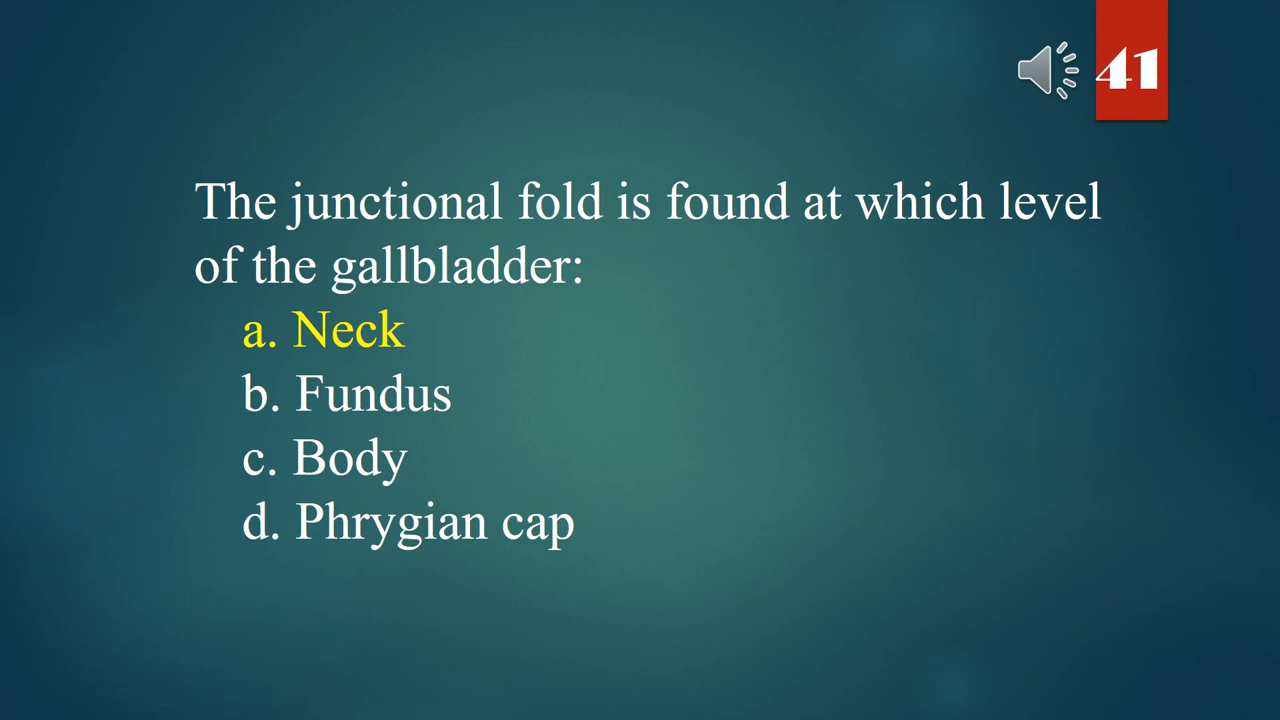 41
The junctional fold is found at which level
of the gallbladder:
a. Neck
b. Fundus
c. Body
d. Phrygian cap